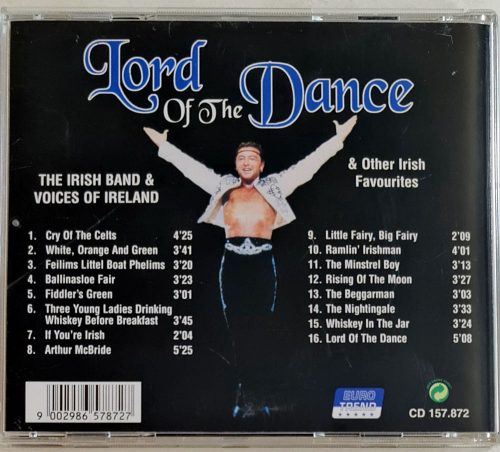 Lord
Of The
Dance
& Other Irish
Favourites
THE IRISH BAND &
VOICES OF IRELAND
1. Cry Of The Celts 4'25
2. White, Orange And Green 3'41
3. Feilims Littel Boat Phelims 3'20
4. Ballinasloe Fair 3'23
5. Fiddler's Green 3'01
6. Three Young Ladies Drinking
Whiskey Before Breakfast 3'45
7. If You're Irish 2'04
8. Arthur McBride 5'25
9. Little Fairy, Big Fairy 2'09
10. Ramlin' Irishman 4'01
11. The Minstrel Boy 3'13
12. Rising Of The Moon 3'27
13. The Beggarman 3'03
14. The Nightingale 3'33
15. Whiskey In The Jar 3'24
16. Lord Of The Dance 5'08
9 002986 578727
EURO
TREND
CD 157.872